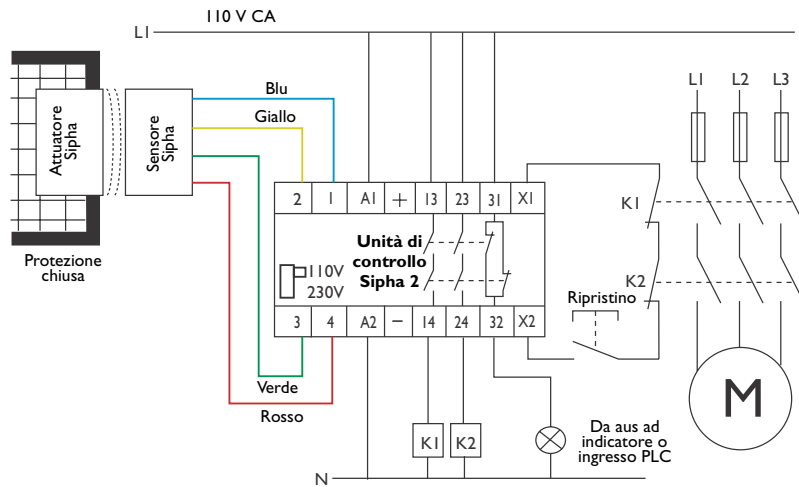 110 V CA
L1
L1 L2 L3
Blu
Giallo
Attuatore
Sipha
Sensore
Sipha
2 1 A1 + 13 23 31 X1
K1
Protezione
chiusa
Unità di
controllo
Sipha 2
110V
230V
K2
Ripristino
3 4 A2 − 14 24 32 X2
Verde
Rosso
M
K1 K2
Da aus ad
indicatore o
ingresso PLC
N